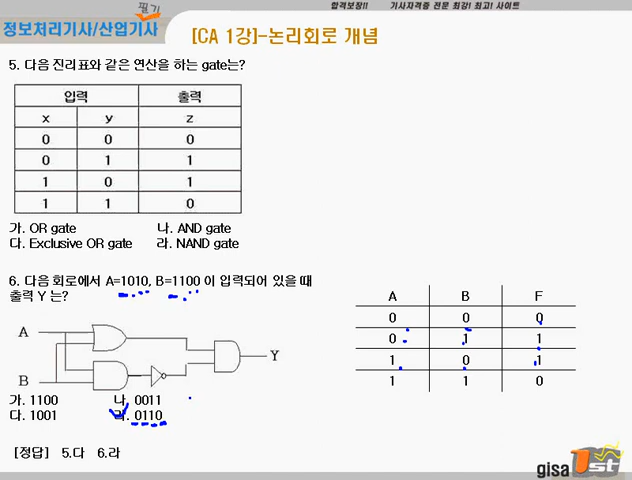 합격보장!! 기사자격증 전문 최강! 최고! 사이트
필기
정보처리기사/산업기사
[CA 1강]-논리회로 개념
5. 다음 진리표와 같은 연산을 하는 gate는?
입력 출력
x y z
0 0 0
0 1 1
1 0 1
1 1 0
가. OR gate 나. AND gate
다. Exclusive OR gate 라. NAND gate
6. 다음 회로에서 A=1010, B=1100 이 입력되어 있을 때
출력 Y 는?
A
B
Y
가. 1100 나. 0011
다. 1001 라. 0110
[정답] 5.다 6.라
A B F
0 0 0
0 1 1
1 0 1
1 1 0
gisa 1st